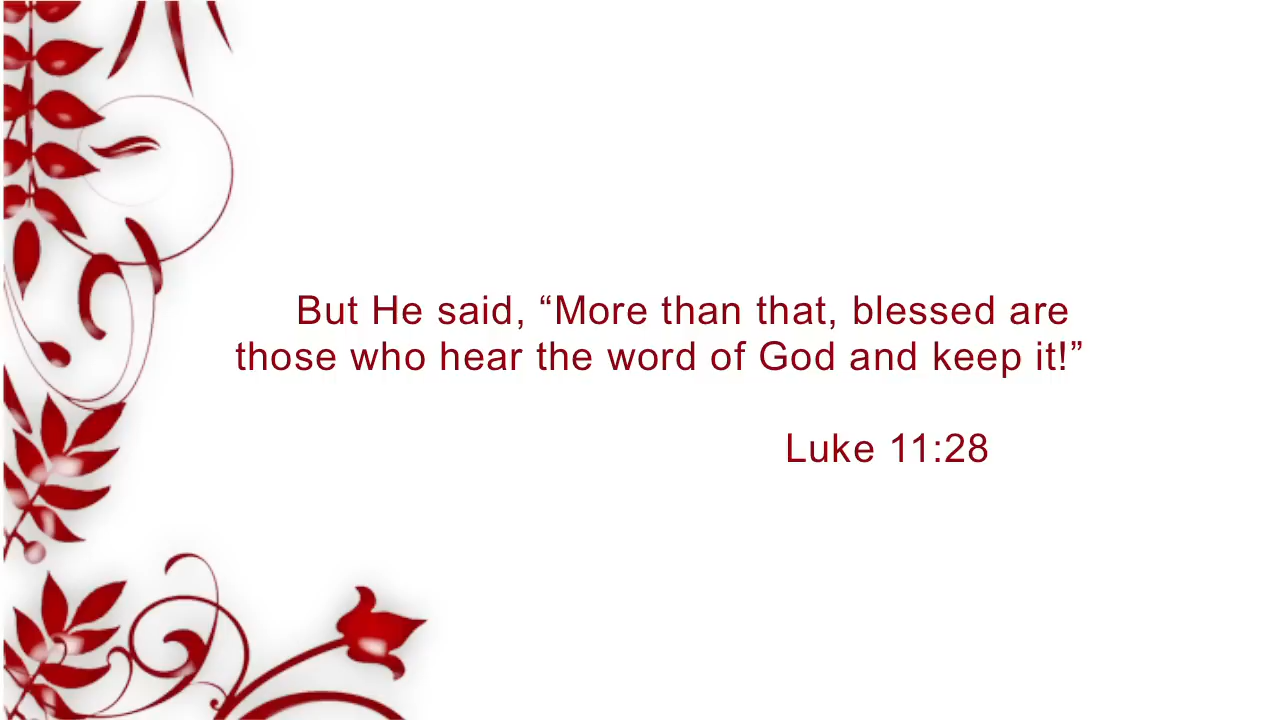 But He said, “More than that, blessed are
those who hear the word of God and keep it!”
Luke 11:28